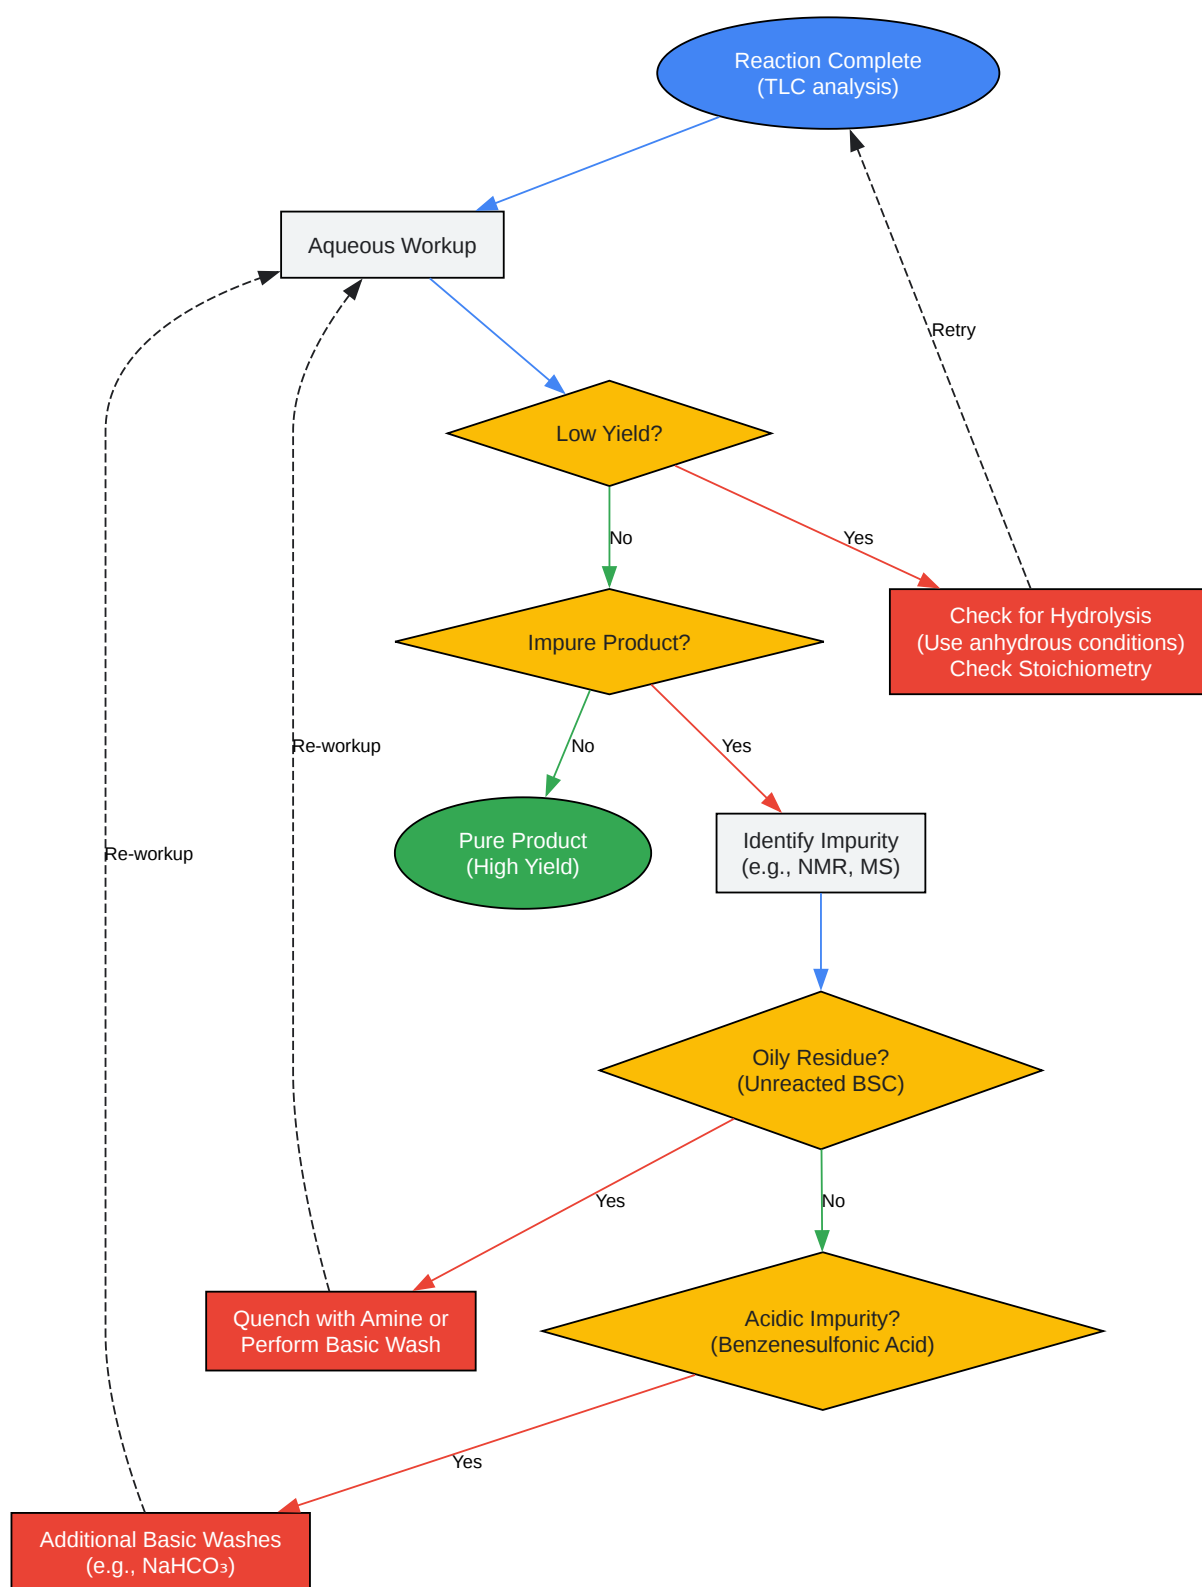 Reaction Complete
(TLC analysis)
Aqueous Workup
Retry
Low Yield?
No
Yes
Check for Hydrolysis
(Use anhydrous conditions)
Check Stoichiometry
Impure Product?
No
Yes
Re-workup
Re-workup
Pure Product
(High Yield)
Identify Impurity
(e.g., NMR, MS)
Oily Residue?
(Unreacted BSC)
Yes
No
Quench with Amine or
Perform Basic Wash
Acidic Impurity?
(Benzenesulfonic Acid)
Yes
Additional Basic Washes
(e.g., NaHCO₃)